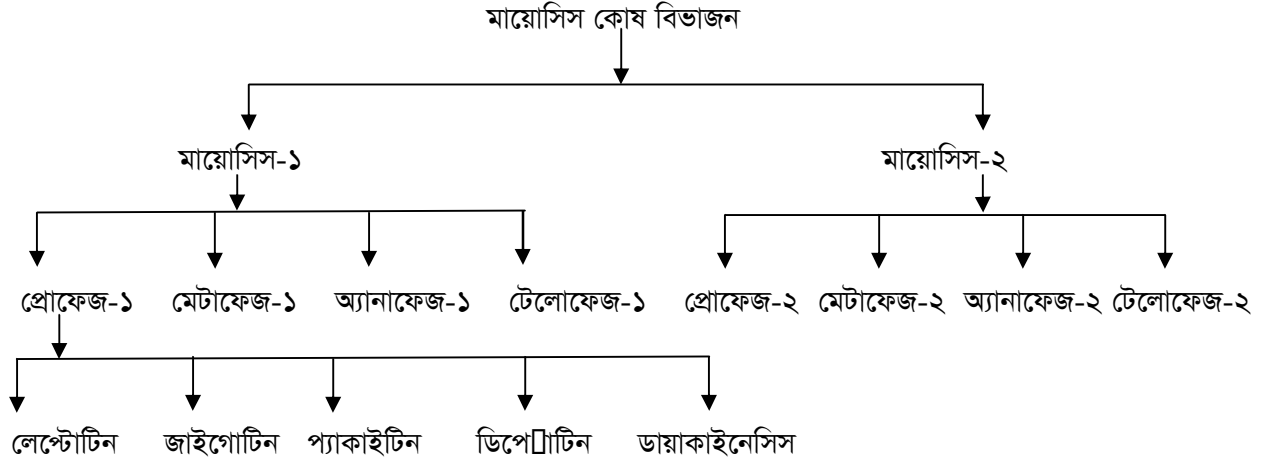 মায়োসিস কোষ বিভাজন
মায়োসিস-১ মায়োসিস-২
প্রোফেজ-১ মেটাফেজ-১ অ্যানাফেজ-১ টেলোফেজ-১ প্রোফেজ-২ মেটাফেজ-২ অ্যানাফেজ-২ টেলোফেজ-২
লেপ্টোটিন জাইগোটিন প্যাকাইটিন ডায়াকাইনেসিস